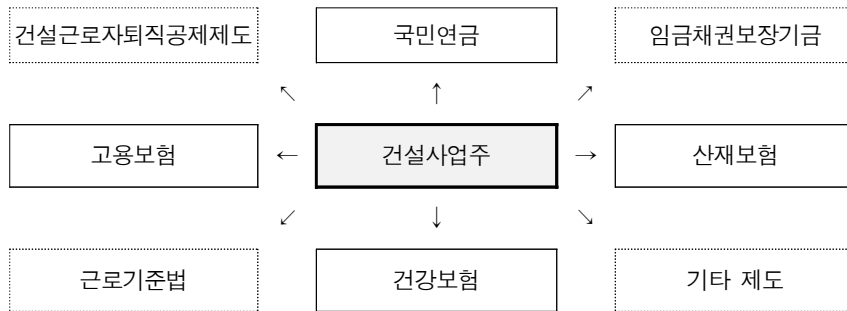 건설근로자퇴직공제제도 국민연금 임금채권보장기금
↖ ↑ ↗
고용보험 ← 건설사업주 → 산재보험
↙ ↓ ↘
근로기준법 건강보험 기타 제도